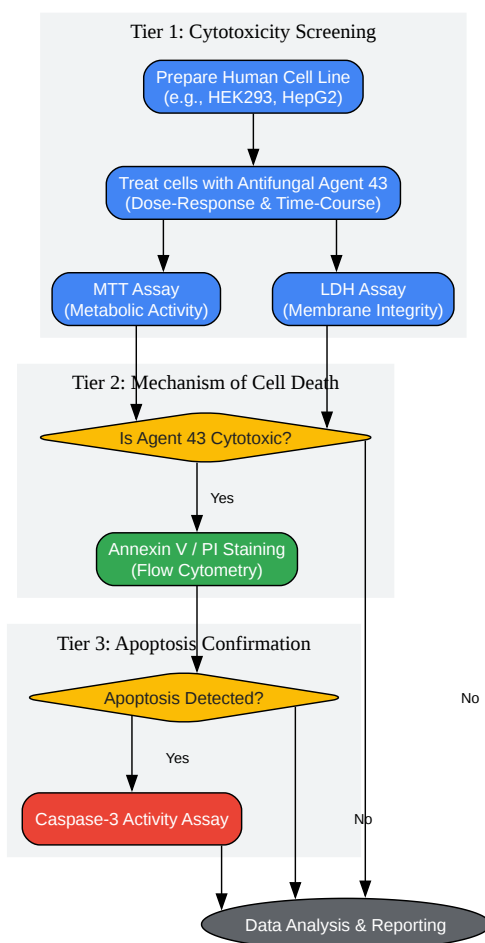 Tier 1: Cytotoxicity Screening
Prepare Human Cell Line
(e.g., HEK293, HepG2)
Treat cells with Antifungal Agent 43
(Dose-Response & Time-Course)
MTT Assay
(Metabolic Activity)
LDH Assay
(Membrane Integrity)
Tier 2: Mechanism of Cell Death
Is Agent 43 Cytotoxic?
Yes
Annexin V / PI Staining
(Flow Cytometry)
Tier 3: Apoptosis Confirmation
Apoptosis Detected?
No
Yes
Caspase-3 Activity Assay
No
Data Analysis & Reporting